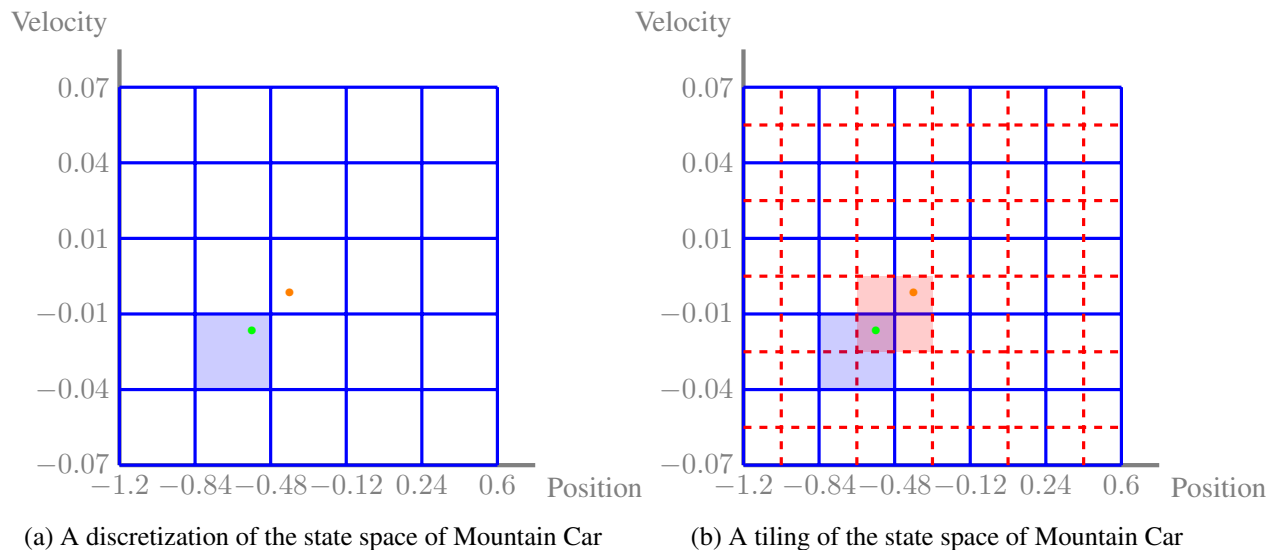 Velocity
0.07
0.04
0.01
−0.01
−0.04
−0.07
−1.2 −0.84 −0.48 −0.12 0.24 0.6
Position
(a) A discretization of the state space of Mountain Car
Velocity
0.07
0.04
0.01
−0.01
−0.04
−0.07
−1.2 −0.84 −0.48 −0.12 0.24 0.6
Position
(b) A tiling of the state space of Mountain Car